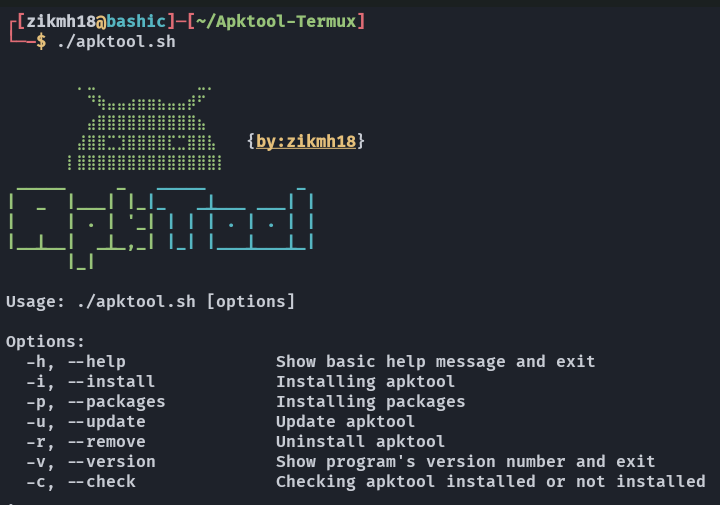 ┌[zikmh18@bashic]─[~/Apktool-Termux]
└──$ ./apktool.sh
{by:zikmh18}
ApkTool
Usage: ./apktool.sh [options]
Options:
-h, --help Show basic help message and exit
-i, --install Installing apktool
-p, --packages Installing packages
-u, --update Update apktool
-r, --remove Uninstall apktool
-v, --version Show program's version number and exit
-c, --check Checking apktool installed or not installed